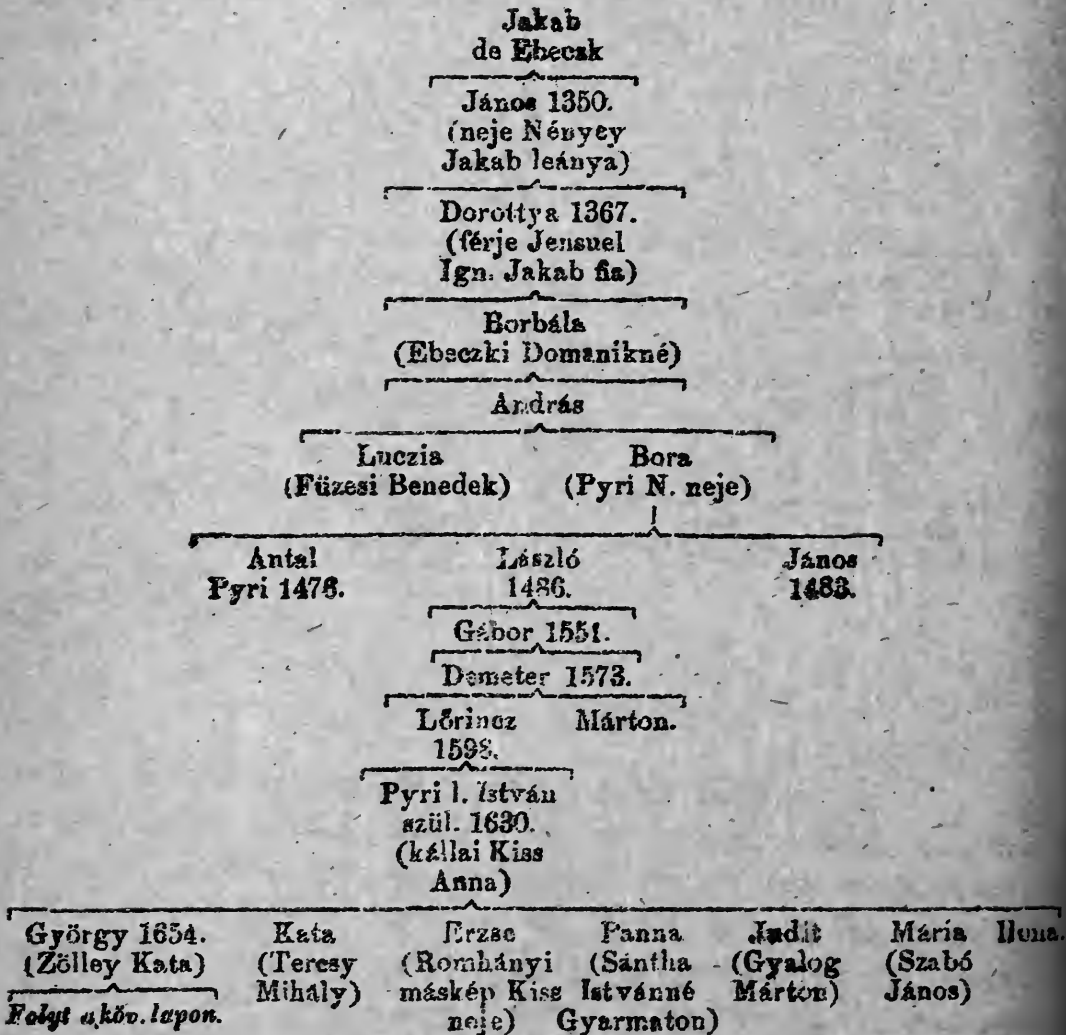 Jakab
de Ebeczk
János 1350.
(neje Nényey
Jakab leánya)
Dorottya 1367.
(férje Jensuel
Ign. Jakab fia)
Borbála
(Ebeczki Domanikné)
András
Luczia Bora
(Füzesi Benedek) (Pyri N. neje)
Antal László János
Pyri 1476. 1486. 1483.
Gábor 1551.
Demeter 1573.
Lőrincz Márton.
1598.
Pyri I. István
szül. 1630.
(kállai Kiss
Anna)
György 1654. Kata Erzse Panna Judit Mária Ilona.
(Zölley Kata) (Tercsy (Romhányi (Sántha (Gyalog (Szabó
Mihály) máskép Kiss Istvánné Márton) János)
Folyt a köv. lapon. neje) Gyarmaton)